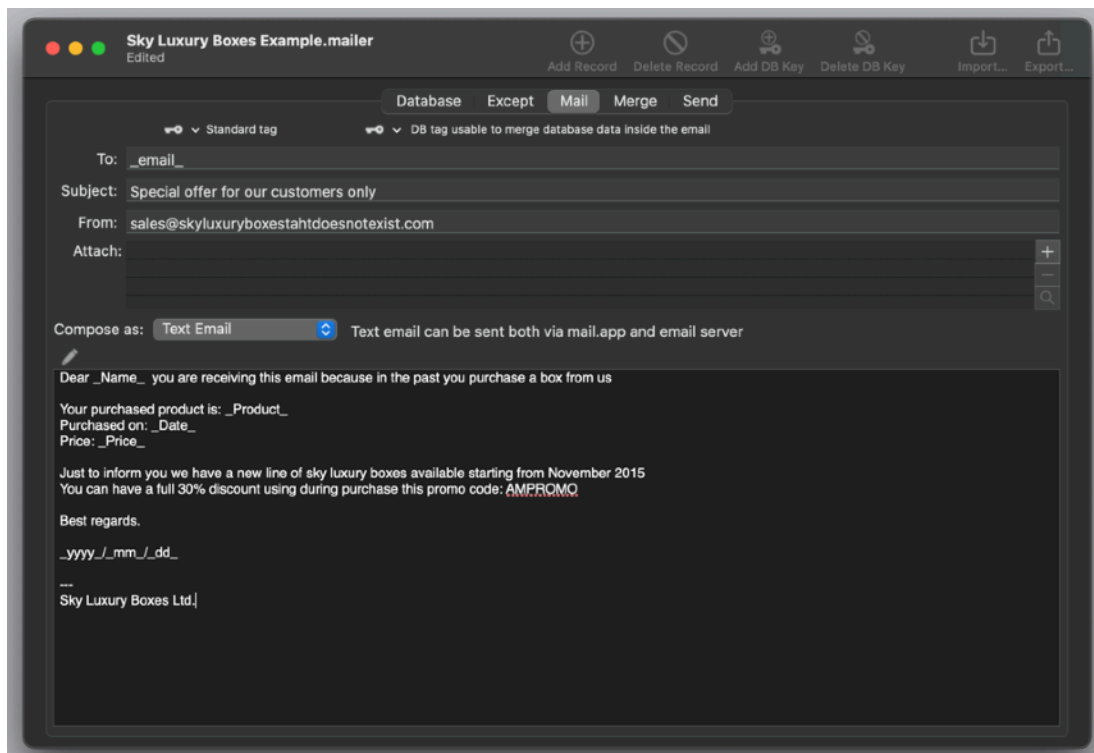 Sky Luxury Boxes Example.mailer
Edited
Add Record Delete Record Add DB Key Delete DB Key Import... Export...
Database Except Mail Merge Send
Standard tag DB tag usable to merge database data inside the email
To: _email_
Subject: Special offer for our customers only
From: sales@skyluxuryboxestahtdoesnotexist.com
Attach:
Compose as: Text Email Text email can be sent both via mail.app and email server
Dear _Name_  you are receiving this email because in the past you purchase a box from us
Your purchased product is: _Product_
Purchased on: _Date_
Price: _Price_
Just to inform you we have a new line of sky luxury boxes available starting from November 2015
You can have a full 30% discount using during purchase this promo code: AMPROMO
Best regards.
_yyyy_/_mm_/_dd_
---
Sky Luxury Boxes Ltd.